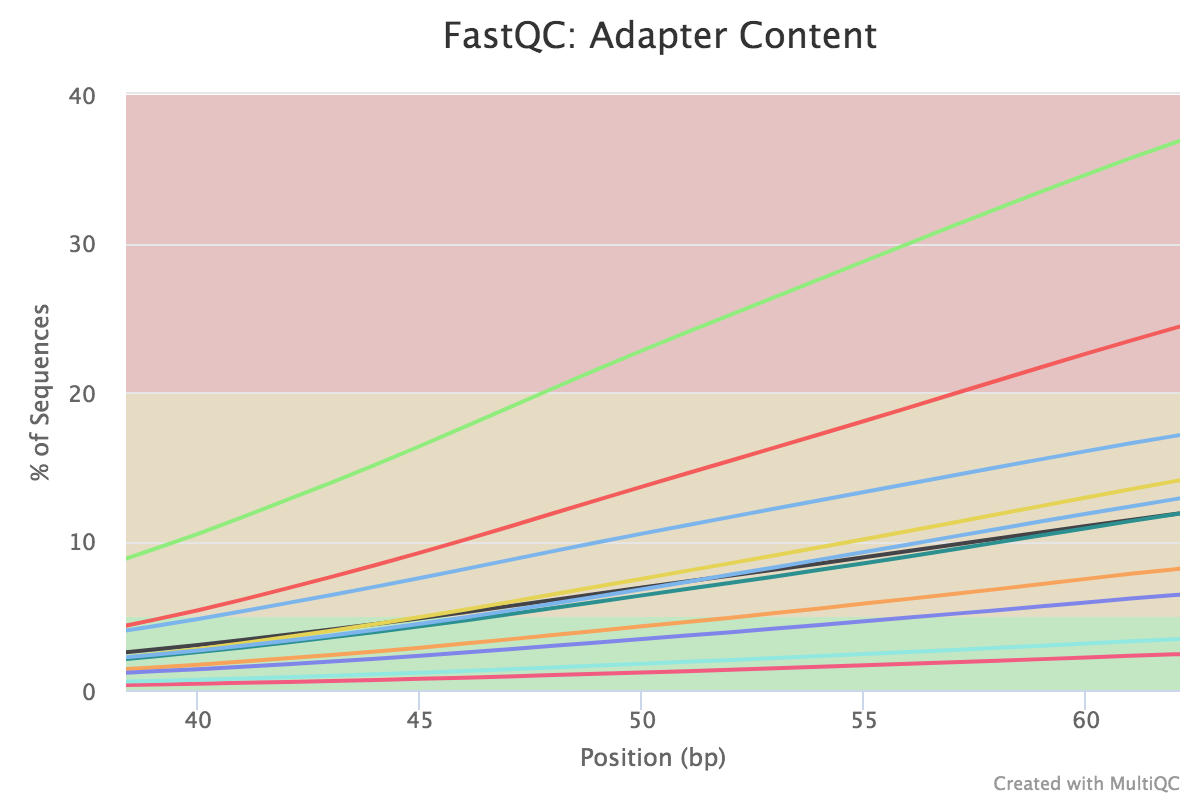 FastQC: Adapter Content
40
30
20
10
0
% of Sequences
40 45 50 55 60
Position (bp)
Created with MultiQC